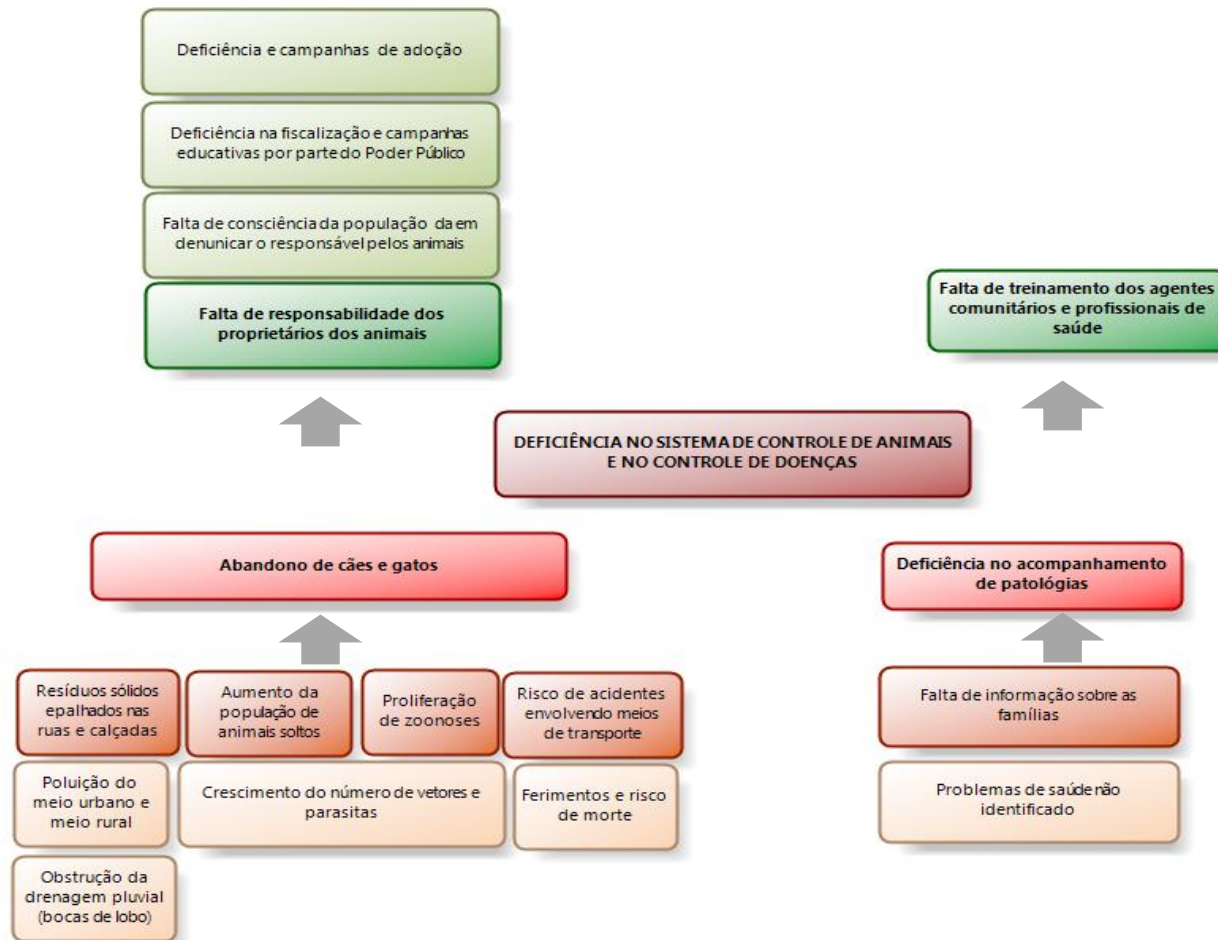 Deficiência e campanhas de adoção
Deficiência na fiscalização e campanhas
educativas por parte do Poder Público
Falta de consciência da população da em
denunicar o responsável pelos animais
Falta de responsabilidade dos
proprietários dos animais
Falta de treinamento dos agentes
comunitários e profissionais de
saúde
DEFICIÊNCIA NO SISTEMA DE CONTROLE DE ANIMAIS
E NO CONTROLE DE DOENÇAS
Abandono de cães e gatos
Deficiência no acompanhamento
de patológias
Resíduos sólidos
epalhados nas
ruas e calçadas
Aumento da
população de
animais soltos
Proliferação
de zoonoses
Risco de acidentes
envolvendo meios
de transporte
Falta de informação sobre as
famílias
Poluição do
meio urbano e
meio rural
Crescimento do número de vetores e
parasitas
Ferimentos e risco
de morte
Problemas de saúde não
identificado
Obstrução da
drenagem pluvial
(bocas de lobo)